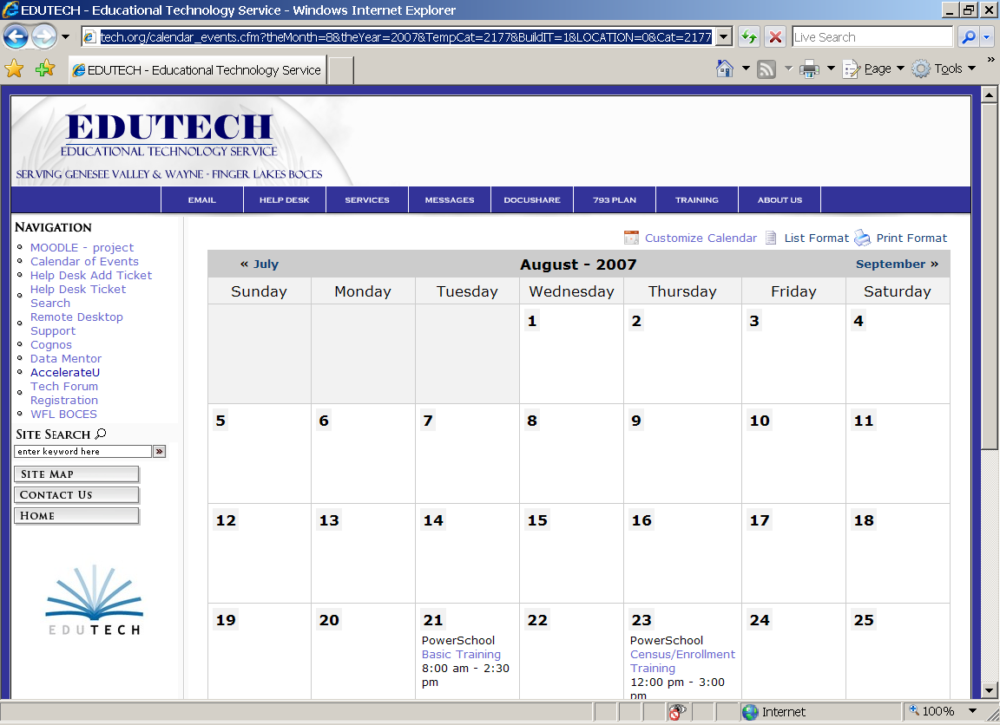 EDUTECH - Educational Technology Service - Windows Internet Explorer
tech.org/calendar_events.cfm?theMonth=8&theYear=2007&TempCat=2177&BuildIT=1&LOCATION=0&Cat=2177
Live Search
EDUTECH - Educational Technology Service
Page
Tools
»
EDUTECH
EDUCATIONAL TECHNOLOGY SERVICE
SERVING GENESEE VALLEY & WAYNE - FINGER LAKES BOCES
EMAIL HELP DESK SERVICES MESSAGES DOCUSHARE 793 PLAN TRAINING ABOUT US
NAVIGATION
MOODLE - project
Calendar of Events
Help Desk Add Ticket
Help Desk Ticket
Search
Remote Desktop
Support
Cognos
Data Mentor
AccelerateU
Tech Forum
Registration
WFL BOCES
SITE SEARCH
enter keyword here »
SITE MAP
CONTACT US
HOME
EDUTECH
Customize Calendar List Format Print Format
« July August - 2007 September »
Sunday Monday Tuesday Wednesday Thursday Friday Saturday
1 2 3 4
5 6 7 8 9 10 11
12 13 14 15 16 17 18
19 20 21 22 23 24 25
PowerSchool
Basic Training
8:00 am - 2:30
pm
PowerSchool
Census/Enrollment
Training
12:00 pm - 3:00
pm
Internet 100%